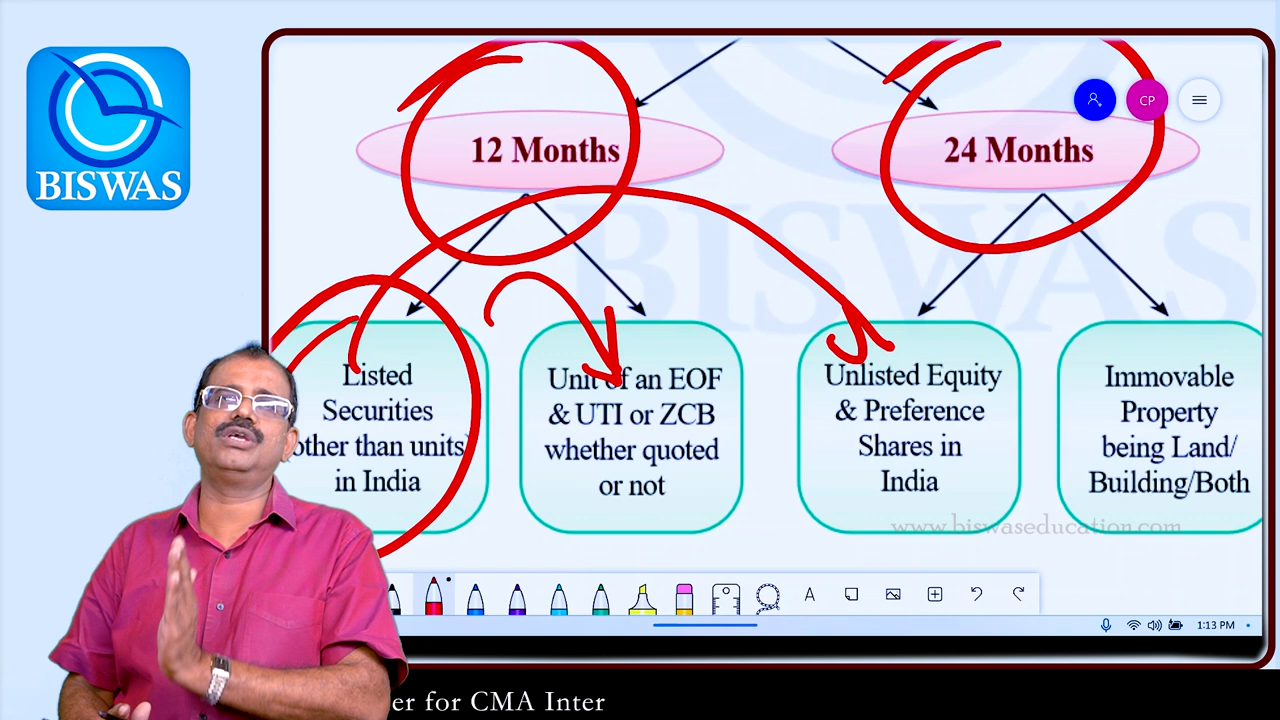 BISWAS
12 Months
24 Months
CP
Listed
Securities
other than units)
in India
Unit of an EOF
& UTI or ZCB
whether quoted
or not
Unlisted Equity
& Preference
Shares in
India
Immovable
Property
being Land/
Building/Both
www.biswaseducation.com
A
1:13 PM
er for CMA Inter